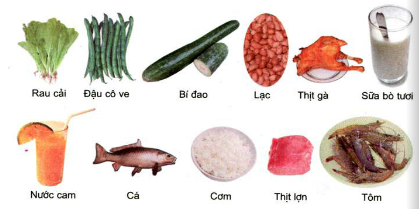 Rau cải Đậu cô ve Bí đao Lạc Thịt gà Sữa bò tươi
Nước cam Cá Cơm Thịt lợn Tôm